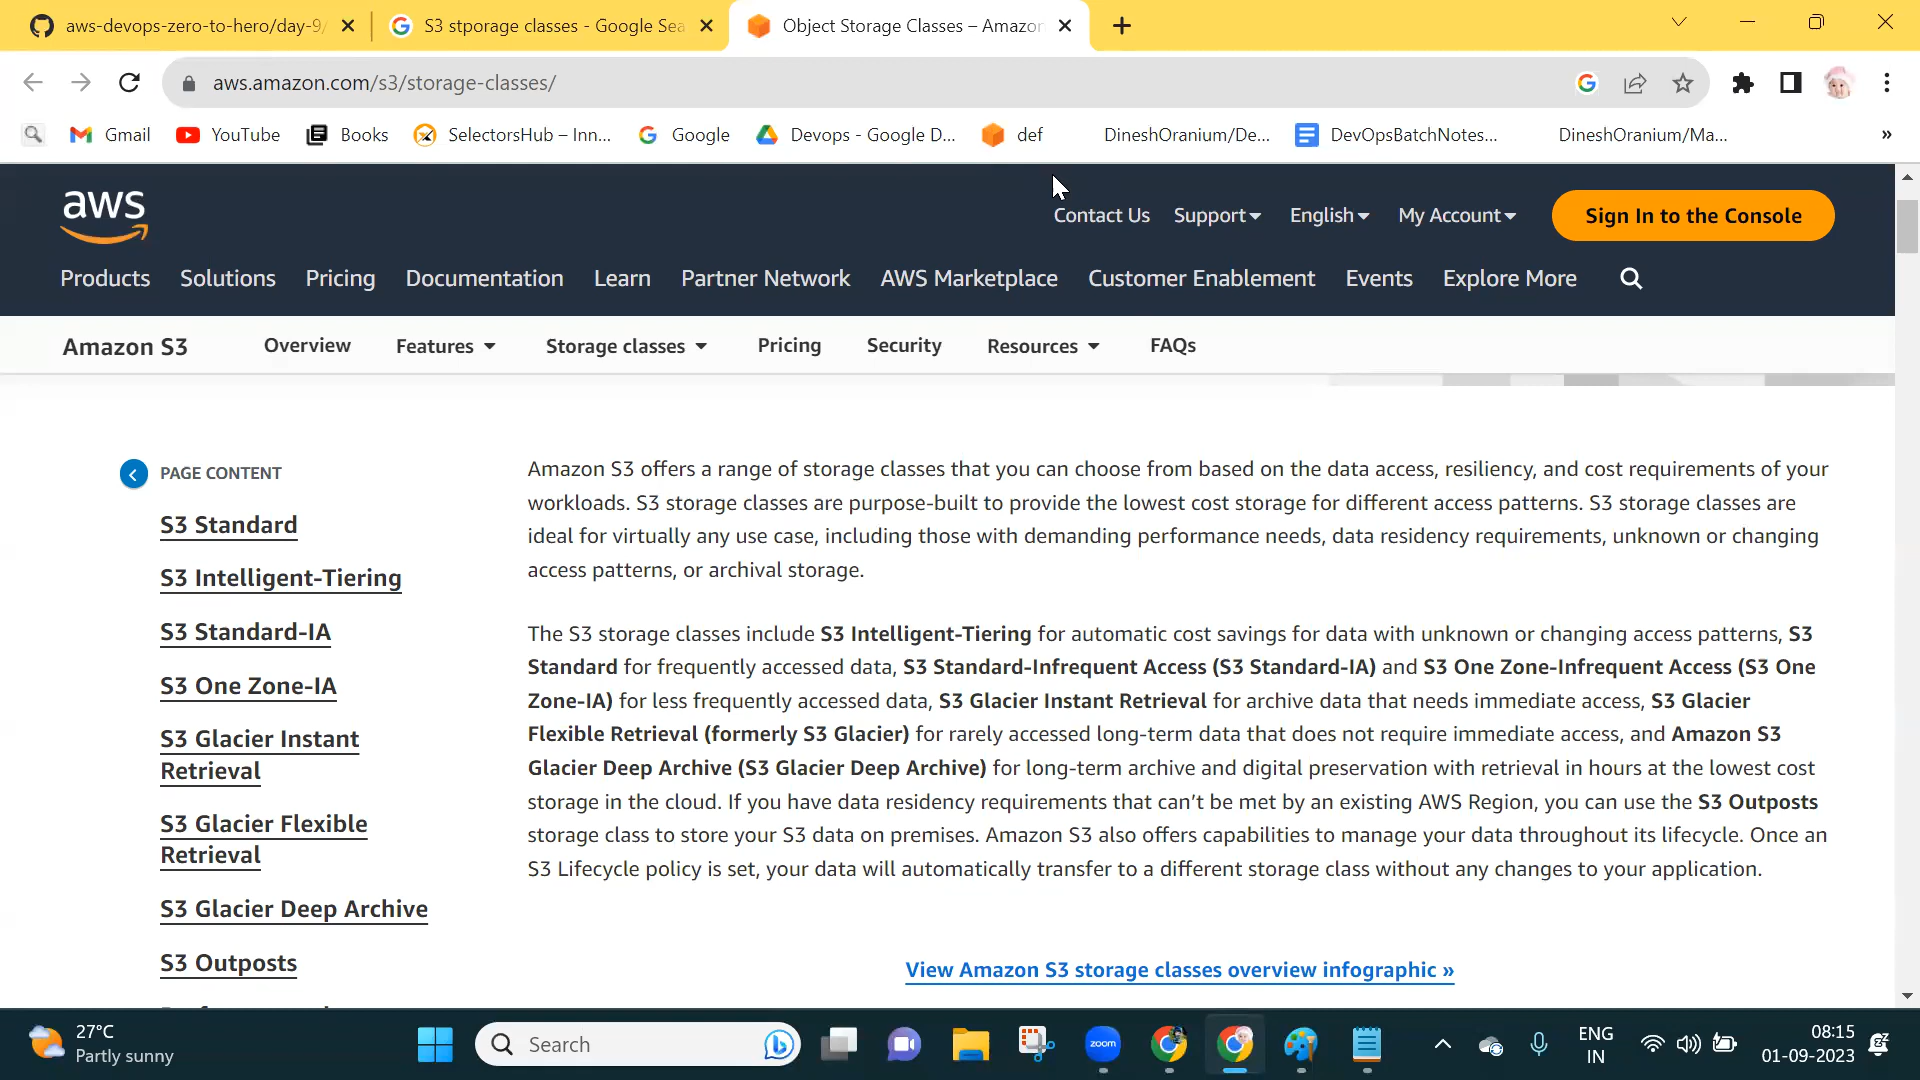 aws-devops-zero-to-hero/day-9/
S3 stporage classes - Google Sea
Object Storage Classes – Amazon
aws.amazon.com/s3/storage-classes/
Gmail
YouTube
Books
SelectorsHub – Inn...
Google
Devops - Google D...
def
DineshOranium/De...
DevOpsBatchNotes...
DineshOranium/Ma...
»
aws
Contact Us
Support
English
My Account
Sign In to the Console
Products
Solutions
Pricing
Documentation
Learn
Partner Network
AWS Marketplace
Customer Enablement
Events
Explore More
Amazon S3
Overview
Features
Storage classes
Pricing
Security
Resources
FAQs
PAGE CONTENT
S3 Standard
S3 Intelligent-Tiering
S3 Standard-IA
S3 One Zone-IA
S3 Glacier Instant
Retrieval
S3 Glacier Flexible
Retrieval
S3 Glacier Deep Archive
S3 Outposts
Amazon S3 offers a range of storage classes that you can choose from based on the data access, resiliency, and cost requirements of your
workloads. S3 storage classes are purpose-built to provide the lowest cost storage for different access patterns. S3 storage classes are
ideal for virtually any use case, including those with demanding performance needs, data residency requirements, unknown or changing
access patterns, or archival storage.
The S3 storage classes include S3 Intelligent-Tiering for automatic cost savings for data with unknown or changing access patterns, S3
Standard for frequently accessed data, S3 Standard-Infrequent Access (S3 Standard-IA) and S3 One Zone-Infrequent Access (S3 One
Zone-IA) for less frequently accessed data, S3 Glacier Instant Retrieval for archive data that needs immediate access, S3 Glacier
Flexible Retrieval (formerly S3 Glacier) for rarely accessed long-term data that does not require immediate access, and Amazon S3
Glacier Deep Archive (S3 Glacier Deep Archive) for long-term archive and digital preservation with retrieval in hours at the lowest cost
storage in the cloud. If you have data residency requirements that can’t be met by an existing AWS Region, you can use the S3 Outposts
storage class to store your S3 data on premises. Amazon S3 also offers capabilities to manage your data throughout its lifecycle. Once an
S3 Lifecycle policy is set, your data will automatically transfer to a different storage class without any changes to your application.
View Amazon S3 storage classes overview infographic »
27°C
Partly sunny
Search
zoom
ENG
IN
08:15
01-09-2023